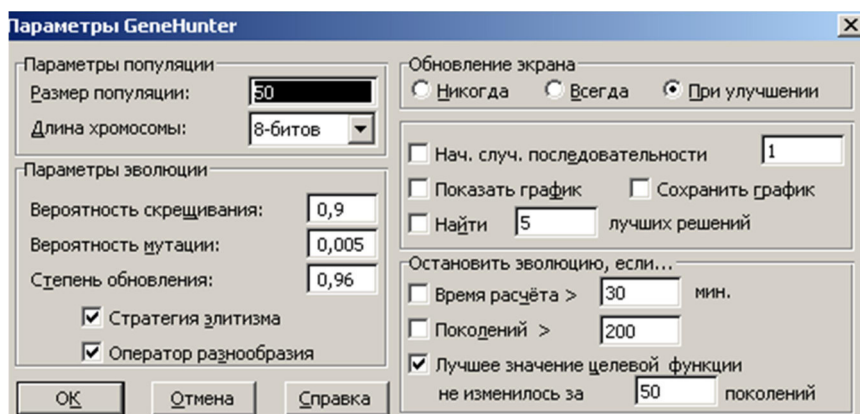 Параметры GeneHunter
Параметры популяции
Размер популяции: 50
Длина хромосомы: 8-битов
Параметры эволюции
Вероятность скрещивания: 0,9
Вероятность мутации: 0,005
Степень обновления: 0,96
Стратегия элитизма
Оператор разнообразия
OK Отмена Справка
Обновление экрана
Никогда Всегда При улучшении
Нач. случ. последовательности 1
Показать график Сохранить график
Найти 5 лучших решений
Остановить эволюцию, если...
Время расчёта > 30 мин.
Поколений > 200
Лучшее значение целевой функции
не изменилось за 50 поколений